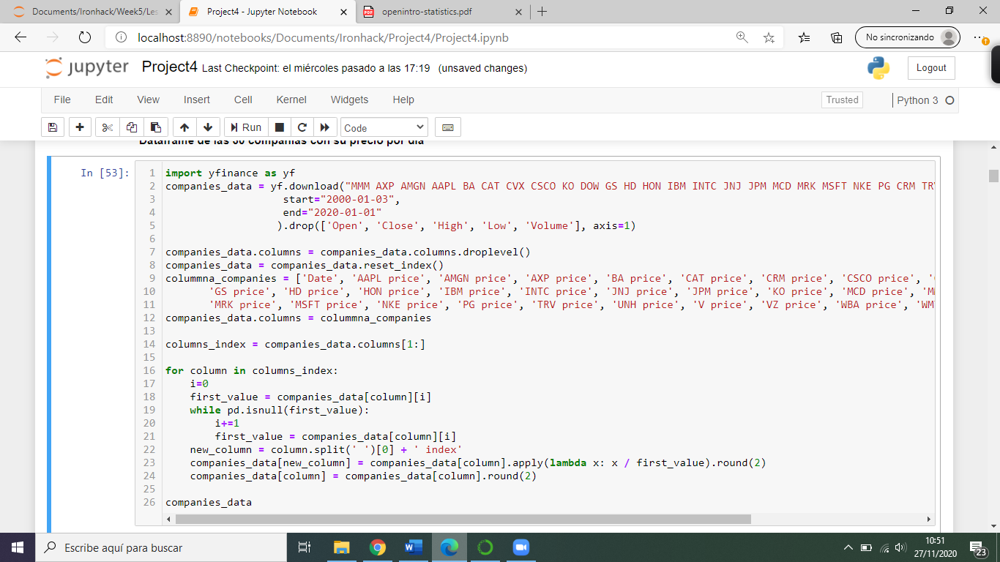 Documents/Ironhack/Week5/Les
Project4 - Jupyter Notebook
openintro-statistics.pdf
localhost:8890/notebooks/Documents/Ironhack/Project4/Project4.ipynb
No sincronizando
jupyter Project4 Last Checkpoint: el miércoles pasado a las 17:19 (unsaved changes)
Logout
File Edit View Insert Cell Kernel Widgets Help
Trusted
Python 3
Run
Code
Dataframe de las 30 compañias con su precio por día
In [53]:
1 import yfinance as yf
2 companies_data = yf.download("MMM AXP AMGN AAPL BA CAT CVX CSCO KO DOW GS HD HON IBM INTC JNJ JPM MCD MRK MSFT NKE PG CRM TRV
3 start="2000-01-03",
4 end="2020-01-01"
5 ).drop(['Open', 'Close', 'High', 'Low', 'Volume'], axis=1)
6
7 companies_data.columns = companies_data.columns.droplevel()
8 companies_data = companies_data.reset_index()
9 colummna_companies = ['Date', 'AAPL price', 'AMGN price', 'AXP price', 'BA price', 'CAT price', 'CRM price', 'CSCO price', '
10 'GS price', 'HD price', 'HON price', 'IBM price', 'INTC price', 'JNJ price', 'JPM price', 'KO price', 'MCD price', 'M
11 'MRK price', 'MSFT price', 'NKE price', 'PG price', 'TRV price', 'UNH price', 'V price', 'VZ price', 'WBA price', 'WM
12 companies_data.columns = colummna_companies
13
14 columns_index = companies_data.columns[1:]
15
16 for column in columns_index:
17 i=0
18 first_value = companies_data[column][i]
19 while pd.isnull(first_value):
20 i+=1
21 first_value = companies_data[column][i]
22 new_column = column.split(' ')[0] + ' index'
23 companies_data[new_column] = companies_data[column].apply(lambda x: x / first_value).round(2)
24 companies_data[column] = companies_data[column].round(2)
25
26 companies_data
Escribe aquí para buscar
10:51
27/11/2020
23